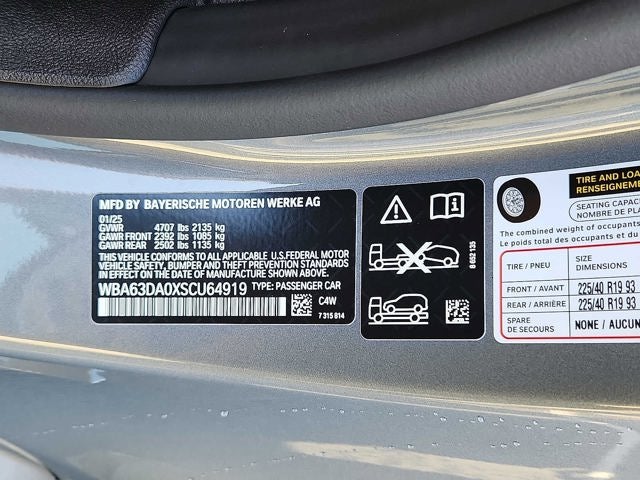 MFD BY BAYERISCHE MOTOREN WERKE AG
01/25
GVWR 4707 lbs 2135 kg
GAWR FRONT 2392 lbs 1085 kg
GAWR REAR 2502 lbs 1135 kg
THIS VEHICLE CONFORMS TO ALL APPLICABLE U.S.FEDERAL MOTOR
VEHICLE SAFETY, BUMPER AND THEFT PREVENTION STANDARDS IN
EFFECT ON THE DATE OF MANUFACTURE SHOWN ABOVE.
WBA63DA0XSCU64919 TYPE: PASSENGER CAR
C4W
7 315 814
8 652 135
TIRE AND LOA
RENSEIGNEME
SEATING CAPACI
NOMBRE DE PLA
The combined weight of occupants
Le poids total des occupants et du
TIRE / PNEU SIZE
DIMENSIONS
FRONT / AVANT 225/40 R19 93
REAR / ARRIÈRE 225/40 R19 93
SPARE
DE SECOURS NONE / AUCUN